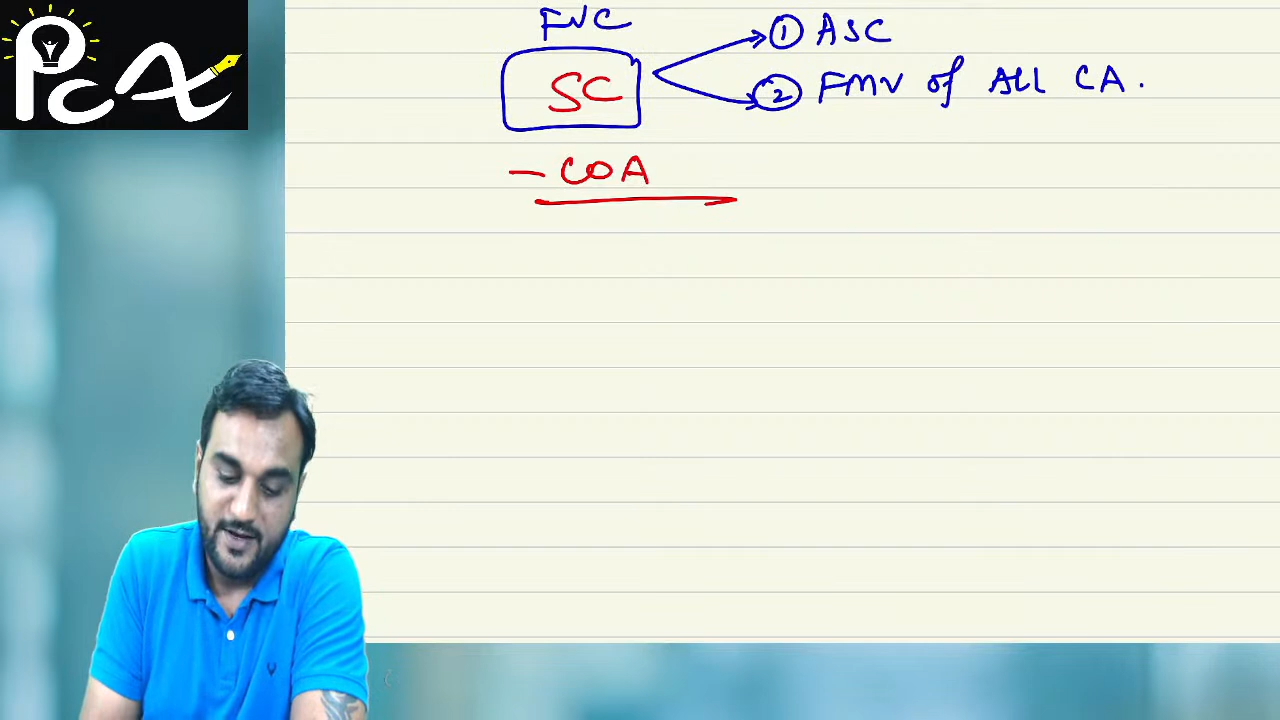 PCA
FVC
SC
① ASC
② FMV of ALL CA.
- COA